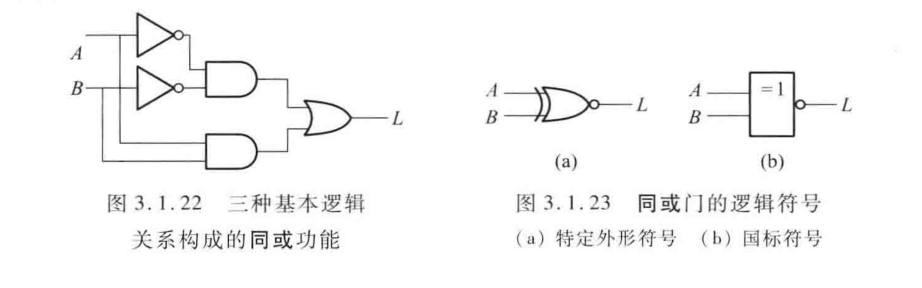 A
B
L
图 3.1.22 三种基本逻辑
关系构成的同或功能
A
B
L
(a)
A
B
=1
L
(b)
图 3.1.23 同或门的逻辑符号
(a) 特定外形符号 (b) 国标符号